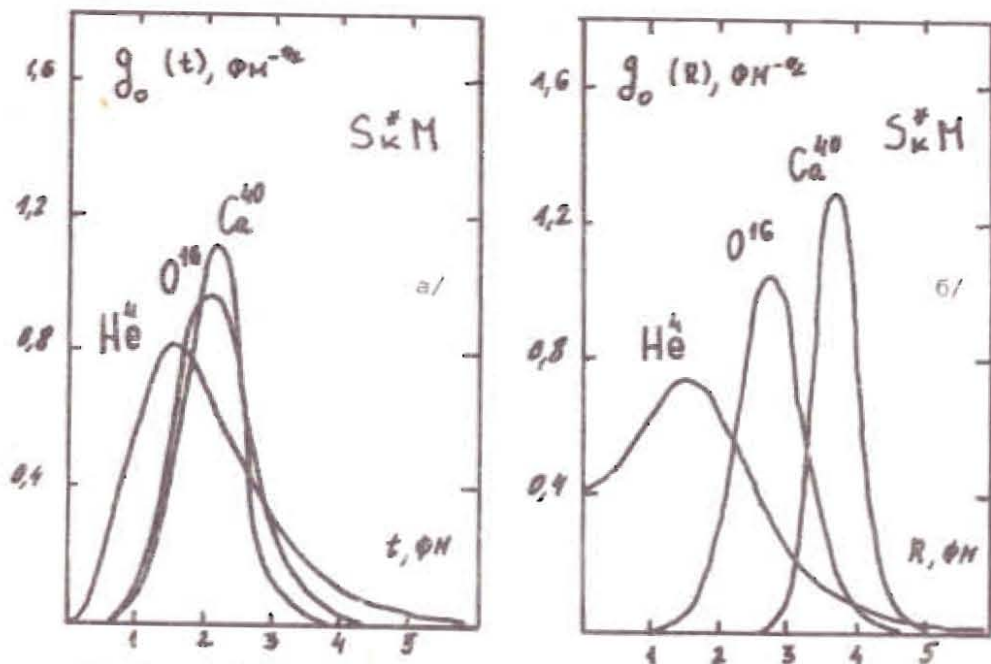 g₀ (t), ФМ^-1/2
S*кМ
Ca⁴⁰
O¹⁶
He⁴
а/
1,6
1,2
0,8
0,4
t, ФМ
1 2 3 4 5
g₀ (R), ФМ^-1/2
S*кМ
Ca⁴⁰
O¹⁶
He⁴
б/
1,6
1,2
0,8
0,4
R, ФМ
1 2 3 4 5